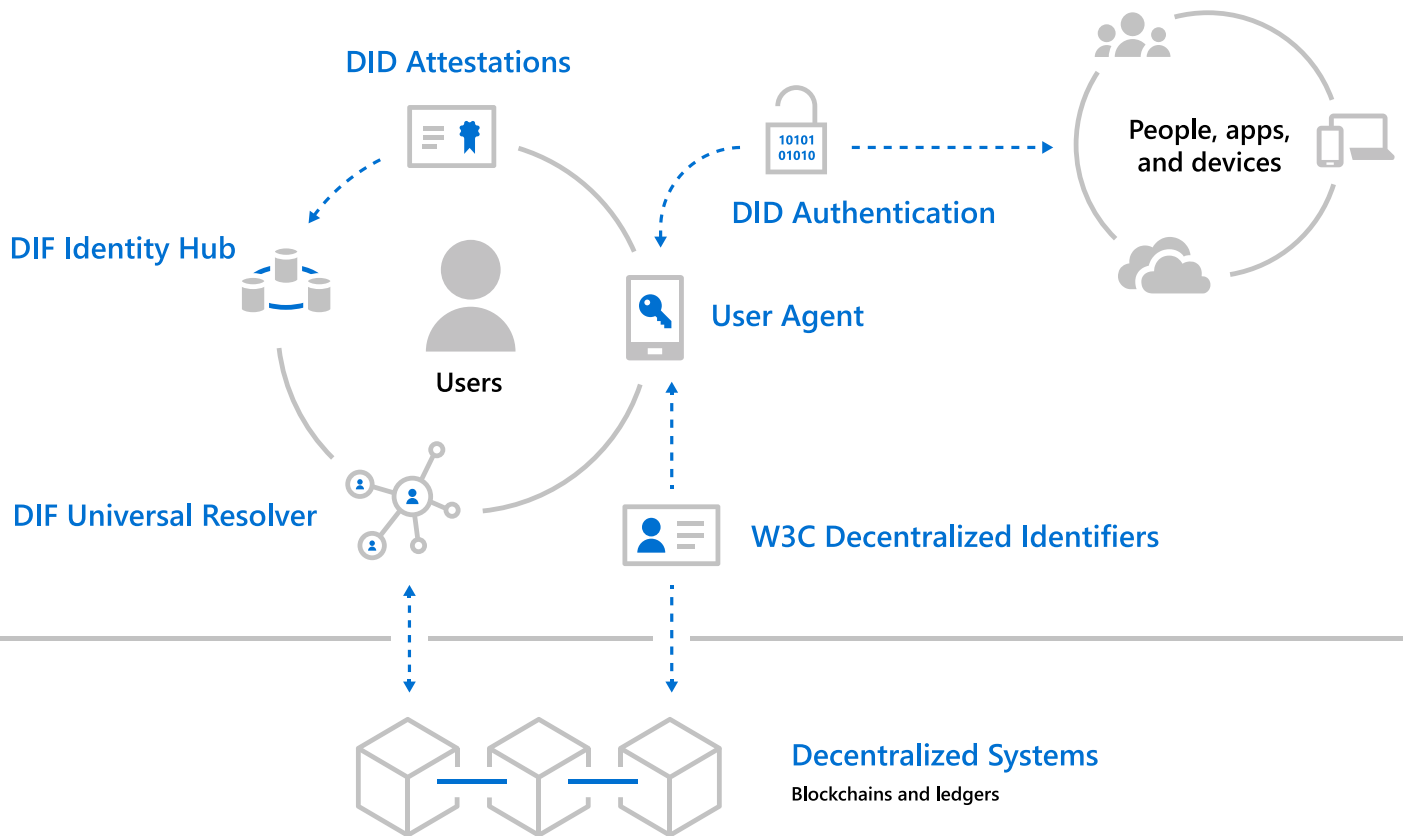 DID Attestations
10101
01010
People, apps,
and devices
DID Authentication
DIF Identity Hub
User Agent
Users
DIF Universal Resolver
W3C Decentralized Identifiers
Decentralized Systems
Blockchains and ledgers